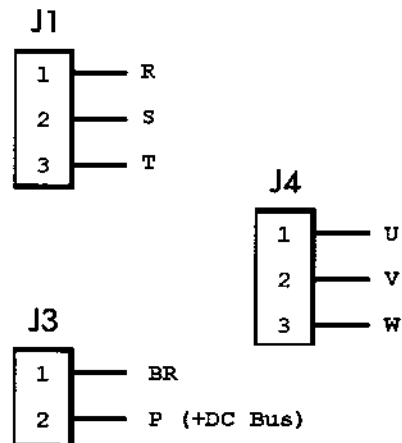 J1
1 R
2 S
3 T
J4
1 U
2 V
3 W
J3
1 BR
2 P (+DC Bus)